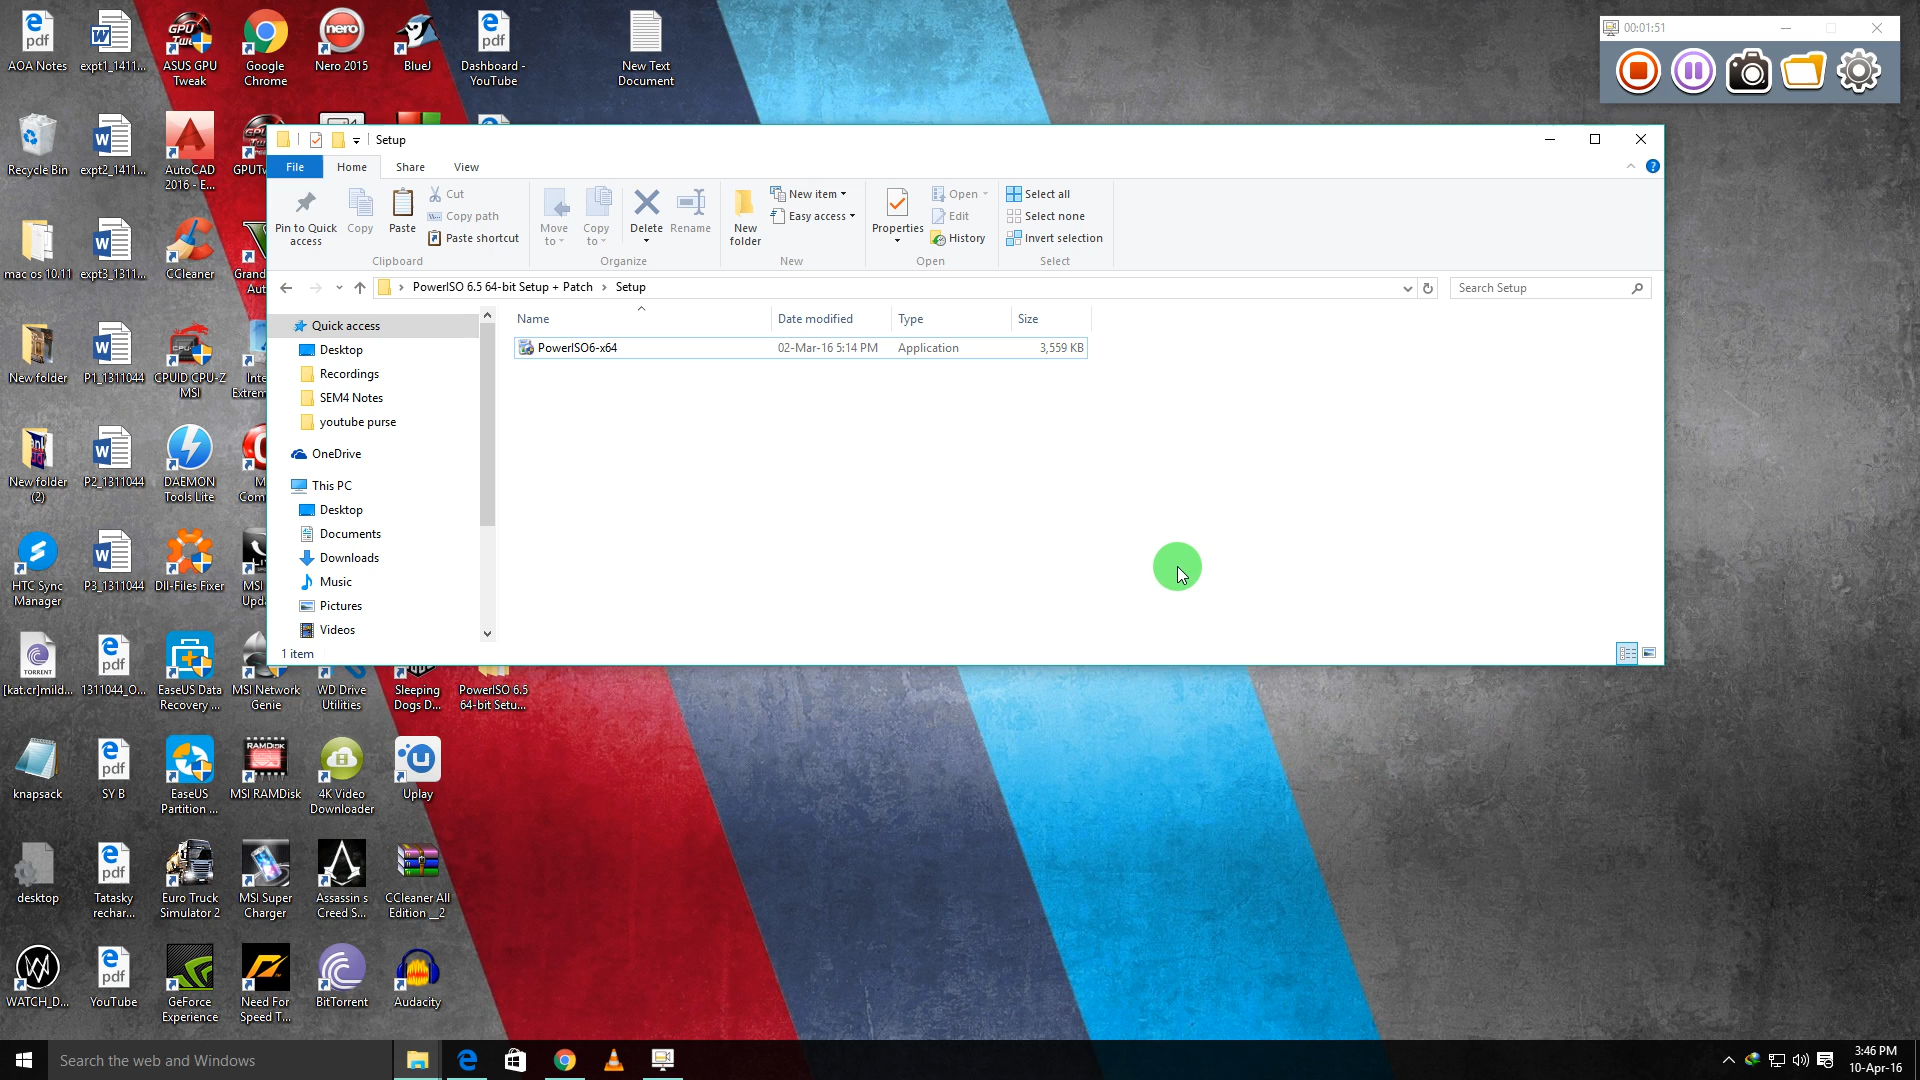 AOA Notes
expt1_1411...
ASUS GPU
Tweak
Google
Chrome
Nero 2015
BlueJ
Dashboard -
YouTube
New Text
Document
00:01:51
Recycle Bin
expt2_1411...
AutoCAD
2016 - E...
mac os 10.11
expt3_1311...
CCleaner
New folder
P1_1311044
CPUID CPU-Z
MSI
New folder
(2)
P2_1311044
DAEMON
Tools Lite
HTC Sync
Manager
P3_1311044
Dll-Files Fixer
TORRENT
[kat.cr]mild...
1311044_O...
EaseUS Data
Recovery ...
MSI Network
Genie
WD Drive
Utilities
Sleeping
Dogs D...
PowerISO 6.5
64-bit Setu...
knapsack
SY B
EaseUS
Partition ...
MSI RAMDisk
4K Video
Downloader
Uplay
desktop
Tatasky
rechar...
Euro Truck
Simulator 2
MSI Super
Charger
Assassin s
Creed S...
CCleaner All
Edition __2
WATCH_D...
YouTube
GeForce
Experience
Need For
Speed T...
BitTorrent
Audacity
Setup
File
Home
Share
View
Pin to Quick
access
Copy
Paste
Cut
Copy path
Paste shortcut
Clipboard
Move
to
Copy
to
Delete
Rename
Organize
New
folder
New item
Easy access
New
Properties
Open
Edit
History
Open
Select all
Select none
Invert selection
Select
PowerISO 6.5 64-bit Setup + Patch
Setup
Search Setup
Quick access
Desktop
Recordings
SEM4 Notes
youtube purse
OneDrive
This PC
Desktop
Documents
Downloads
Music
Pictures
Videos
1 item
Name
Date modified
Type
Size
PowerISO6-x64
02-Mar-16 5:14 PM
Application
3,559 KB
Search the web and Windows
3:46 PM
10-Apr-16